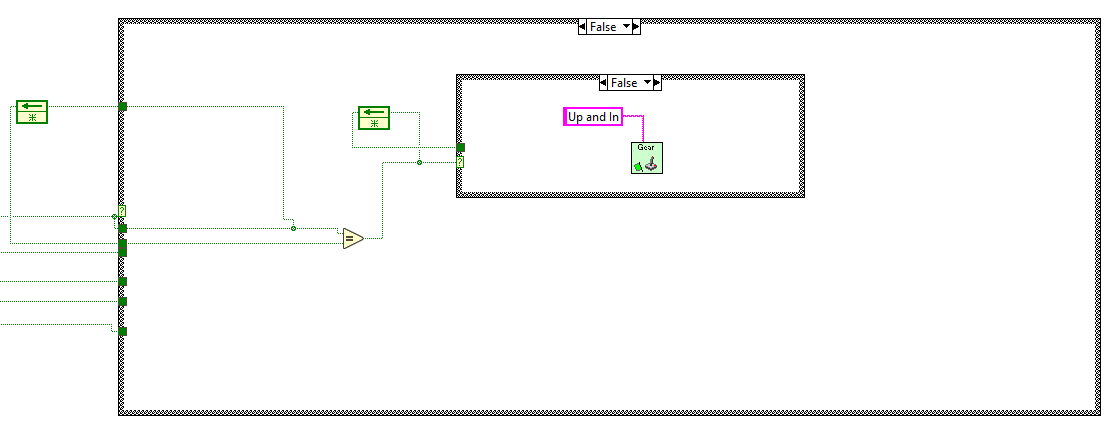 False
False
Up and In
Gear
?
?
=